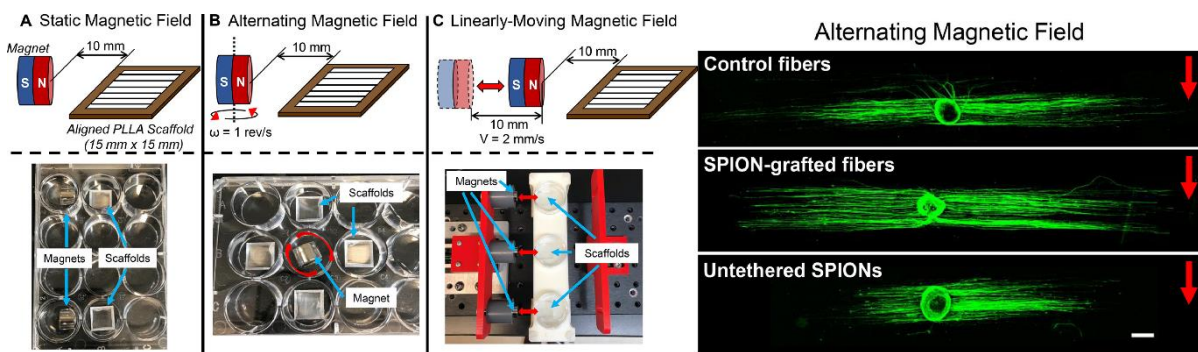 A Static Magnetic Field
Magnet
10 mm
S N
Aligned PLLA Scaffold
(15 mm x 15 mm)
B Alternating Magnetic Field
10 mm
S N
ω = 1 rev/s
C Linearly-Moving Magnetic Field
10 mm
S N
10 mm
V = 2 mm/s
Magnets
Scaffolds
Scaffolds
Magnet
Magnets
Scaffolds
Alternating Magnetic Field
Control fibers
SPION-grafted fibers
Untethered SPIONs